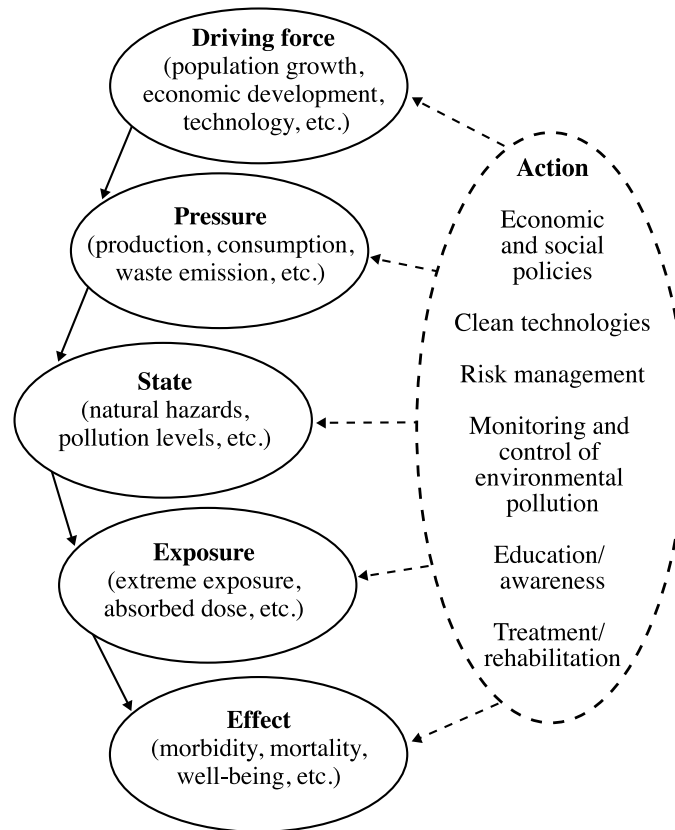 Driving force
(population growth,
economic development,
technology, etc.)
Pressure
(production, consumption,
waste emission, etc.)
State
(natural hazards,
pollution levels, etc.)
Exposure
(extreme exposure,
absorbed dose, etc.)
Effect
(morbidity, mortality,
well-being, etc.)
Action
Economic
and social
policies
Clean technologies
Risk management
Monitoring and
control of
environmental
pollution
Education/
awareness
Treatment/
rehabilitation